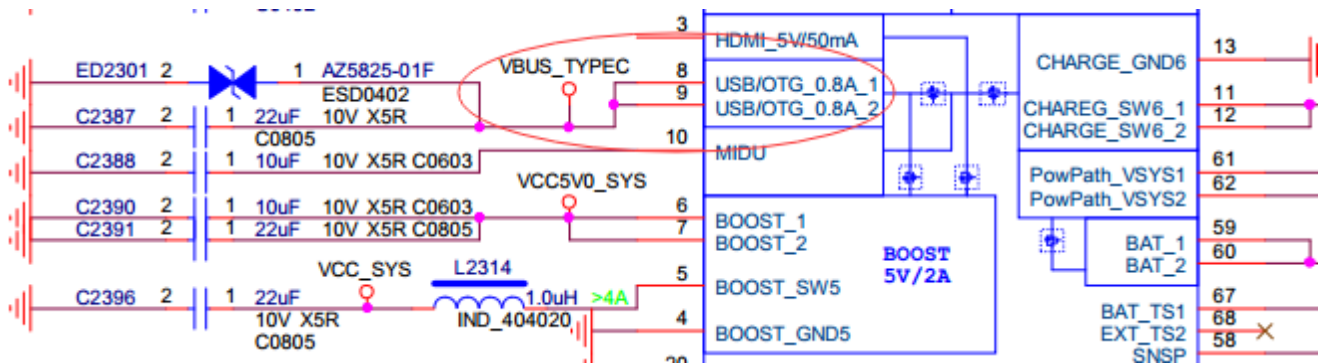 3
HDMI_5V/50mA
13
CHARGE_GND6
ED2301 2
1 AZ5825-01F
ESD0402
VBUS_TYPEC
8
USB/OTG_0.8A_1
9
USB/OTG_0.8A_2
11
CHAREG_SW6_1
12
CHARGE_SW6_2
C2387 2
1 22uF 10V X5R
C0805
10
MIDU
C2388 2
1 10uF 10V X5R C0603
61
PowPath_VSYS1
62
PowPath_VSYS2
VCC5V0_SYS
C2390 2
1 10uF 10V X5R C0603
6
BOOST_1
C2391 2
1 22uF 10V X5R C0805
7
BOOST_2
BOOST
5V/2A
59
BAT_1
60
BAT_2
VCC_SYS
L2314
5
BOOST_SW5
C2396 2
1 22uF
10V X5R
C0805
1.0uH >4A
IND_404020
4
BOOST_GND5
67
BAT_TS1
68
EXT_TS2
58
SNSP